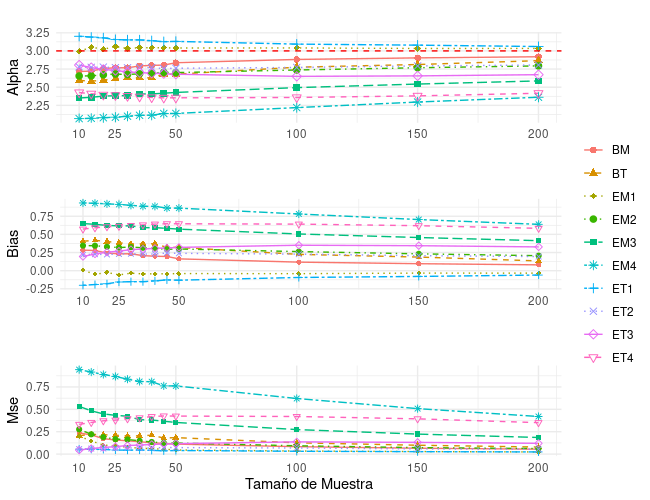 Alpha
3.25
3.00
2.75
2.50
2.25
10 25 50 100 150 200
Bias
0.75
0.50
0.25
0.00
-0.25
10 25 50 100 150 200
Mse
0.75
0.50
0.25
0.00
10 25 50 100 150 200
Tamaño de Muestra
BM
BT
EM1
EM2
EM3
EM4
ET1
ET2
ET3
ET4